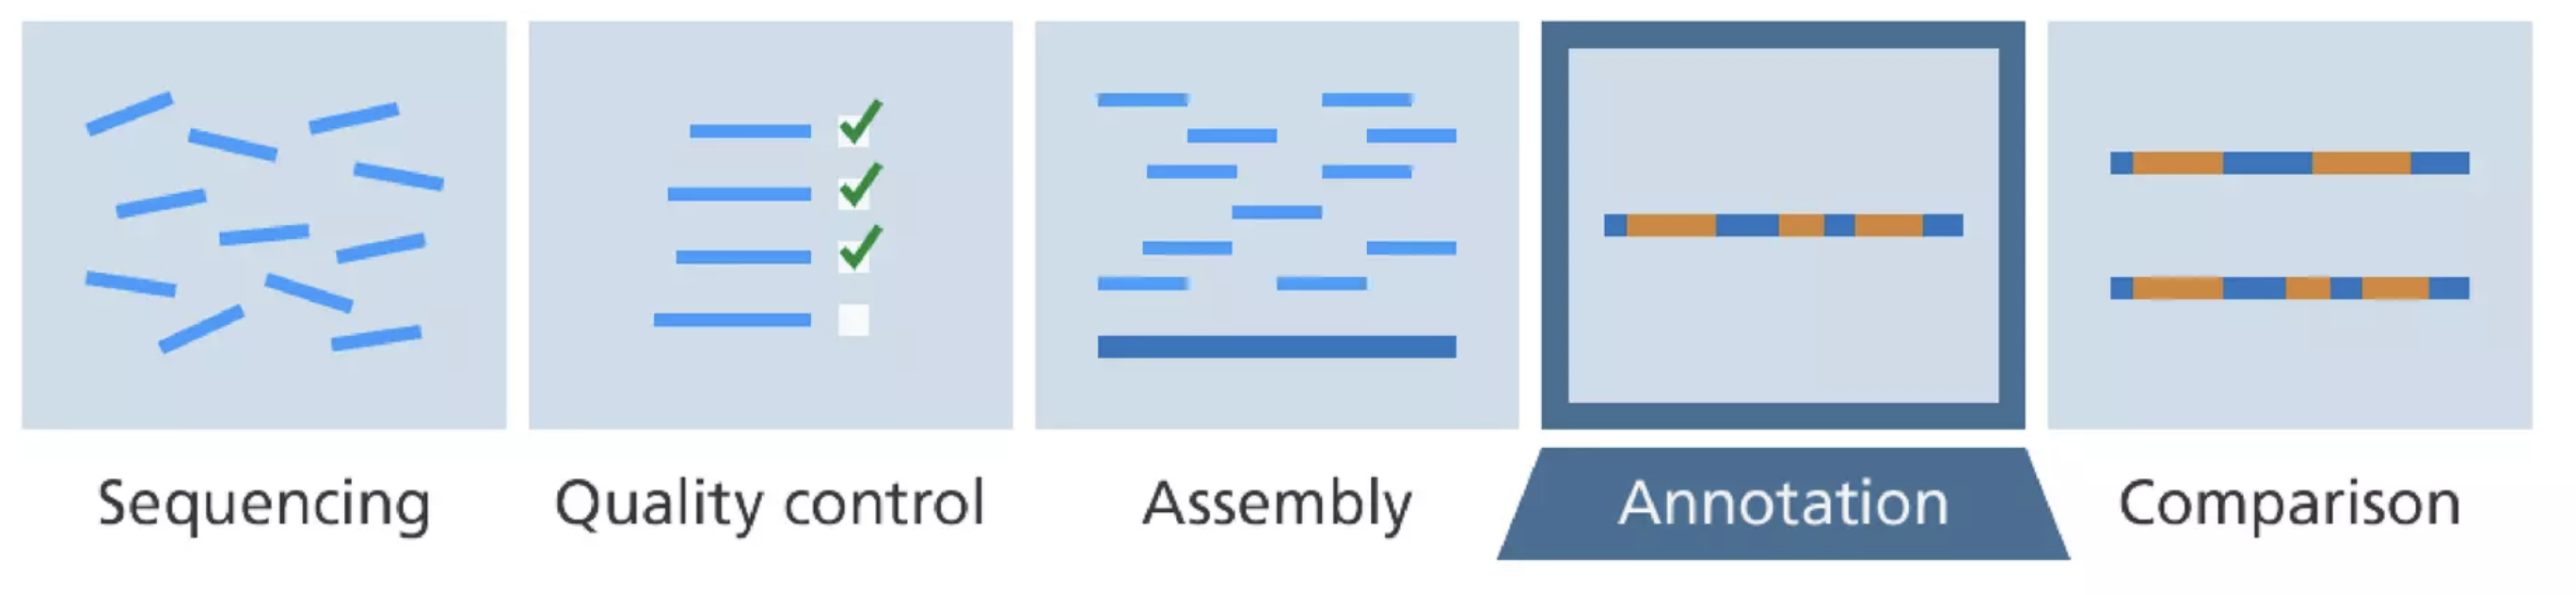 Sequencing
Quality control
Assembly
Annotation
Comparison